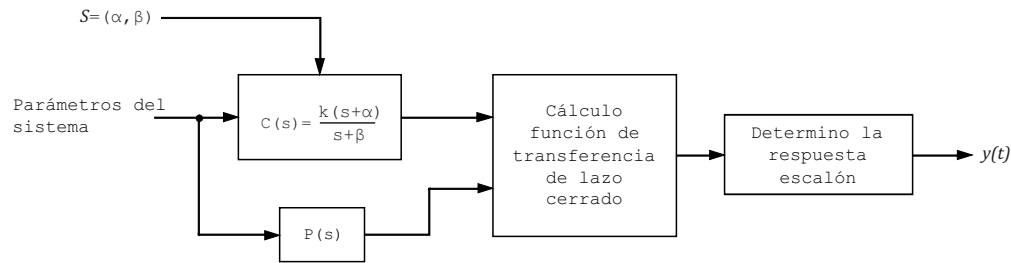 S=(α,β)
Parámetros del
sistema
C(s)= k(s+α)
s+β
P(s)
Cálculo
función de
transferencia
de lazo
cerrado
Determino la
respuesta
escalón
y(t)